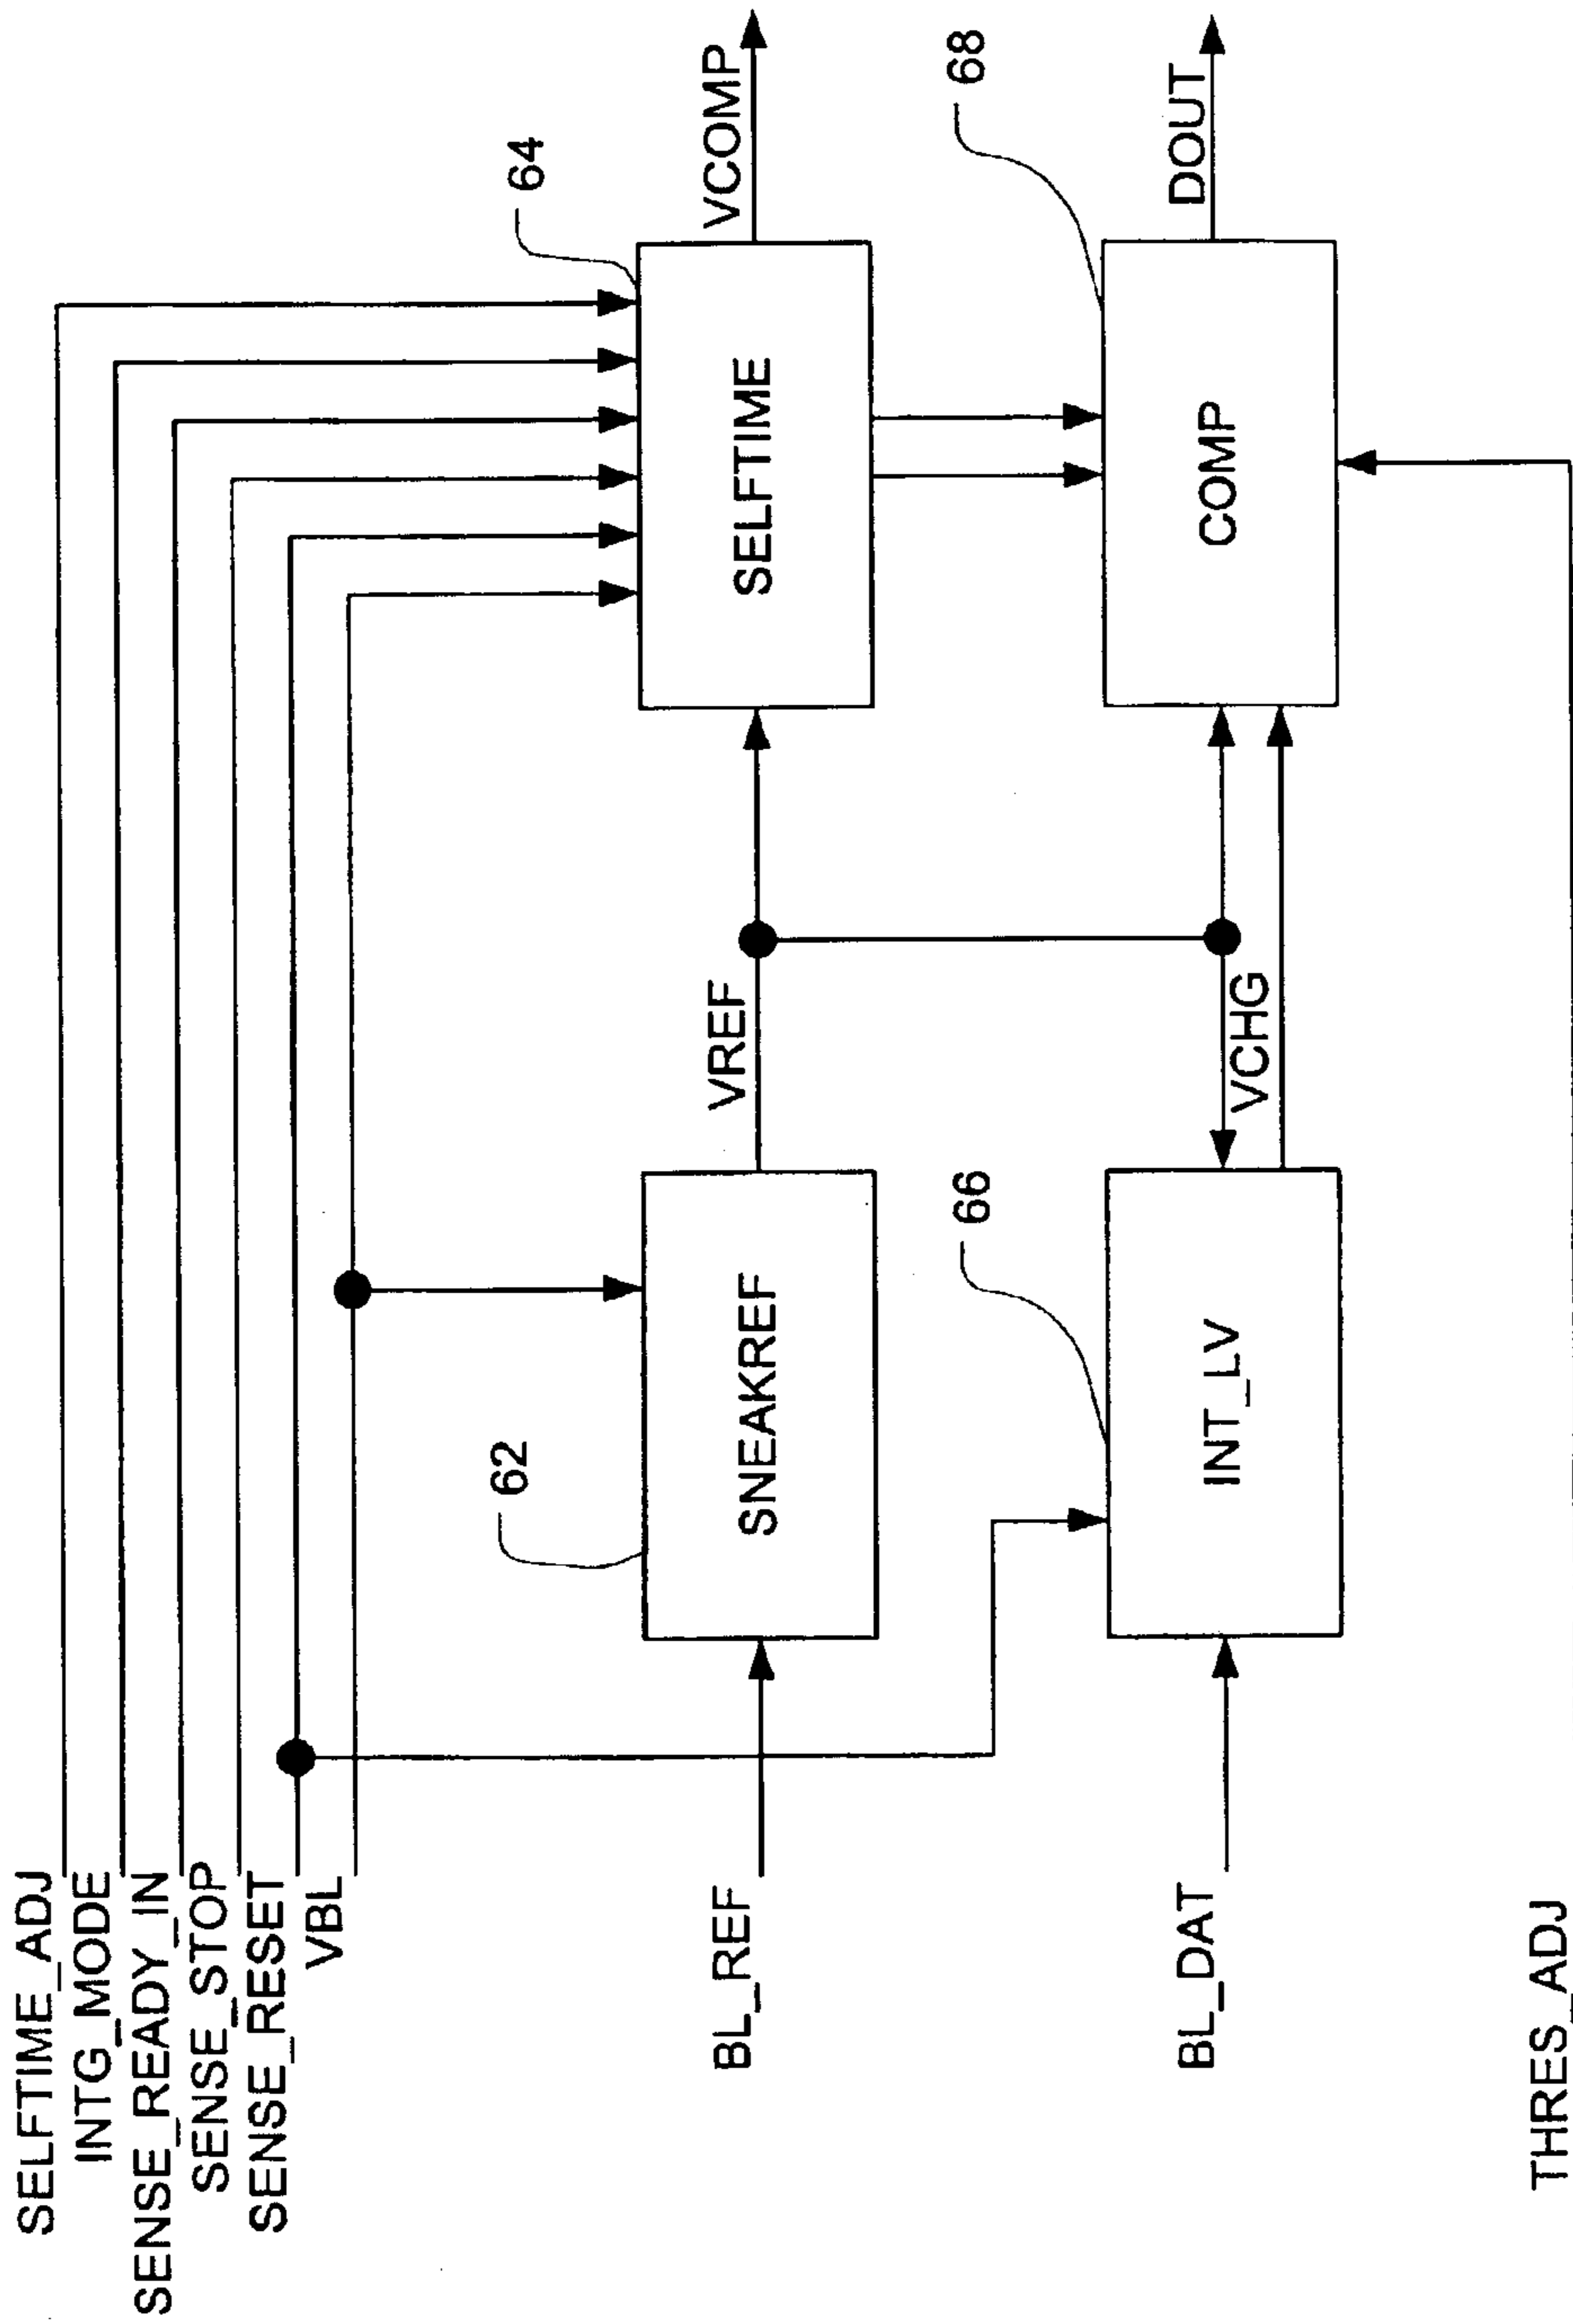 SELFTIME_ADJ
INTG_MODE
SENSE_READY_IN
SENSE_STOP
SENSE_RESET
VBL
64
SELFTIME
VCOMP
62
SNEAKREF
VREF
BL_REF
68
COMP
DOUT
66
INT_LV
VCHG
BL_DAT
THRES_ADJ